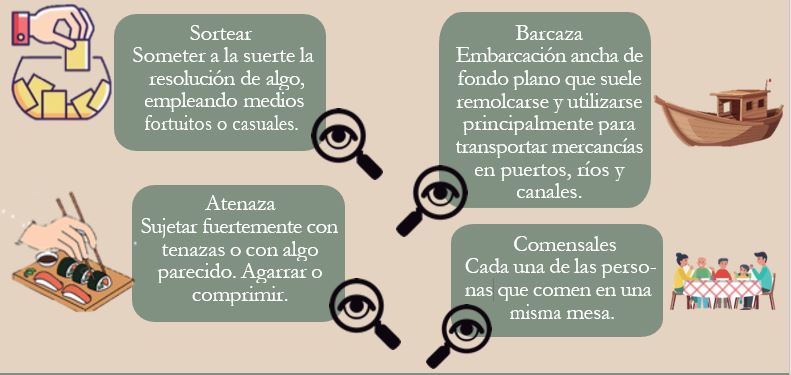 Sortear
Someter a la suerte la
resolución de algo,
empleando medios
fortuitos o casuales.
Barcaza
Embarcación ancha de
fondo plano que suele
remolcarse y utilizarse
principalmente para
transportar mercancías
en puertos, ríos y
canales.
Atenaza
Sujetar fuertemente con
tenazas o con algo
parecido. Agarrar o
comprimir.
Comensales
Cada una de las perso-
nas que comen en una
misma mesa.